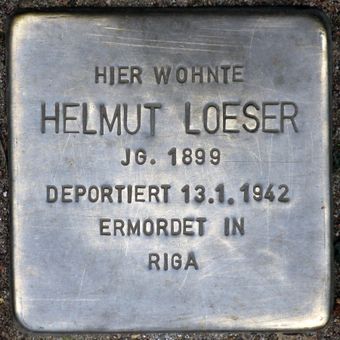 HIER WOHNTE
HELMUT LOESER
JG. 1899
DEPORTIERT 13.1.1942
ERMORDET IN
RIGA